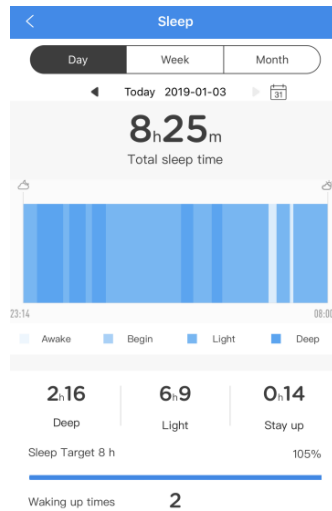 Sleep
Day Week Month
Today 2019-01-03 31
8h25m
Total sleep time
23:14 08:00
Awake Begin Light Deep
2h16 6h9 0h14
Deep Light Stay up
Sleep Target 8 h 105%
Waking up times 2